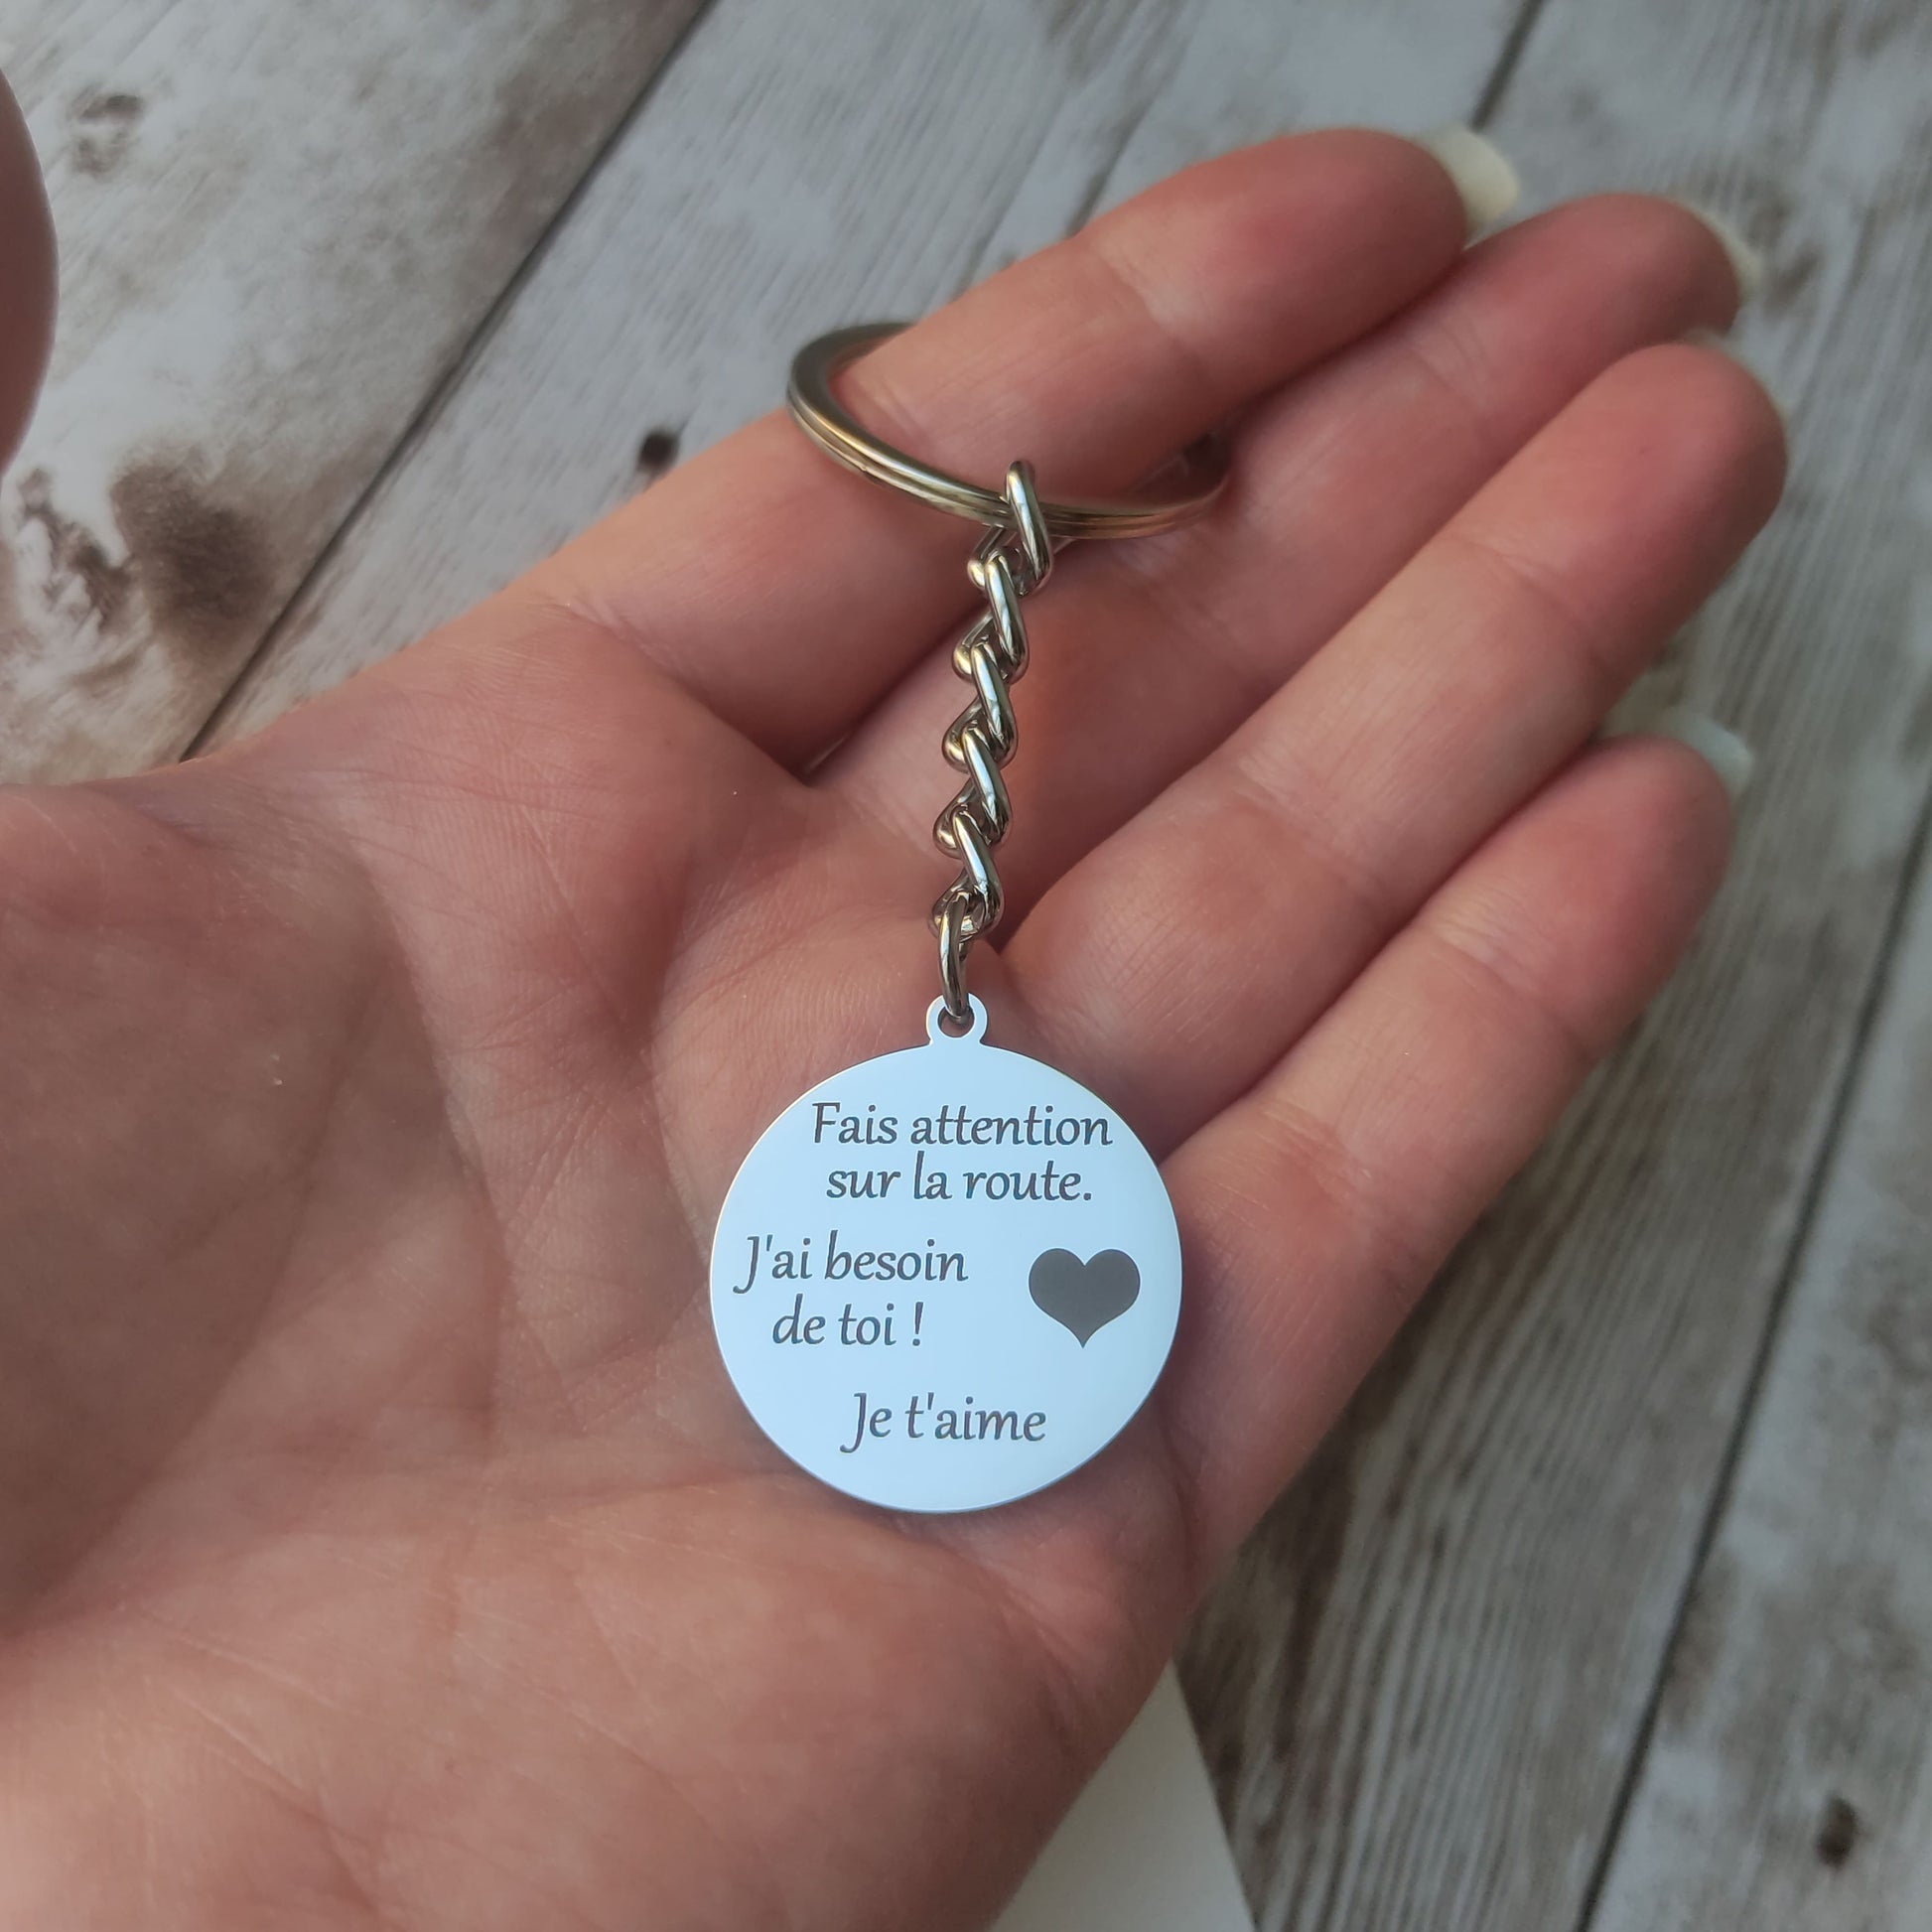 Fais attention
sur la route.
J'ai besoin
de toi !
Je t'aime